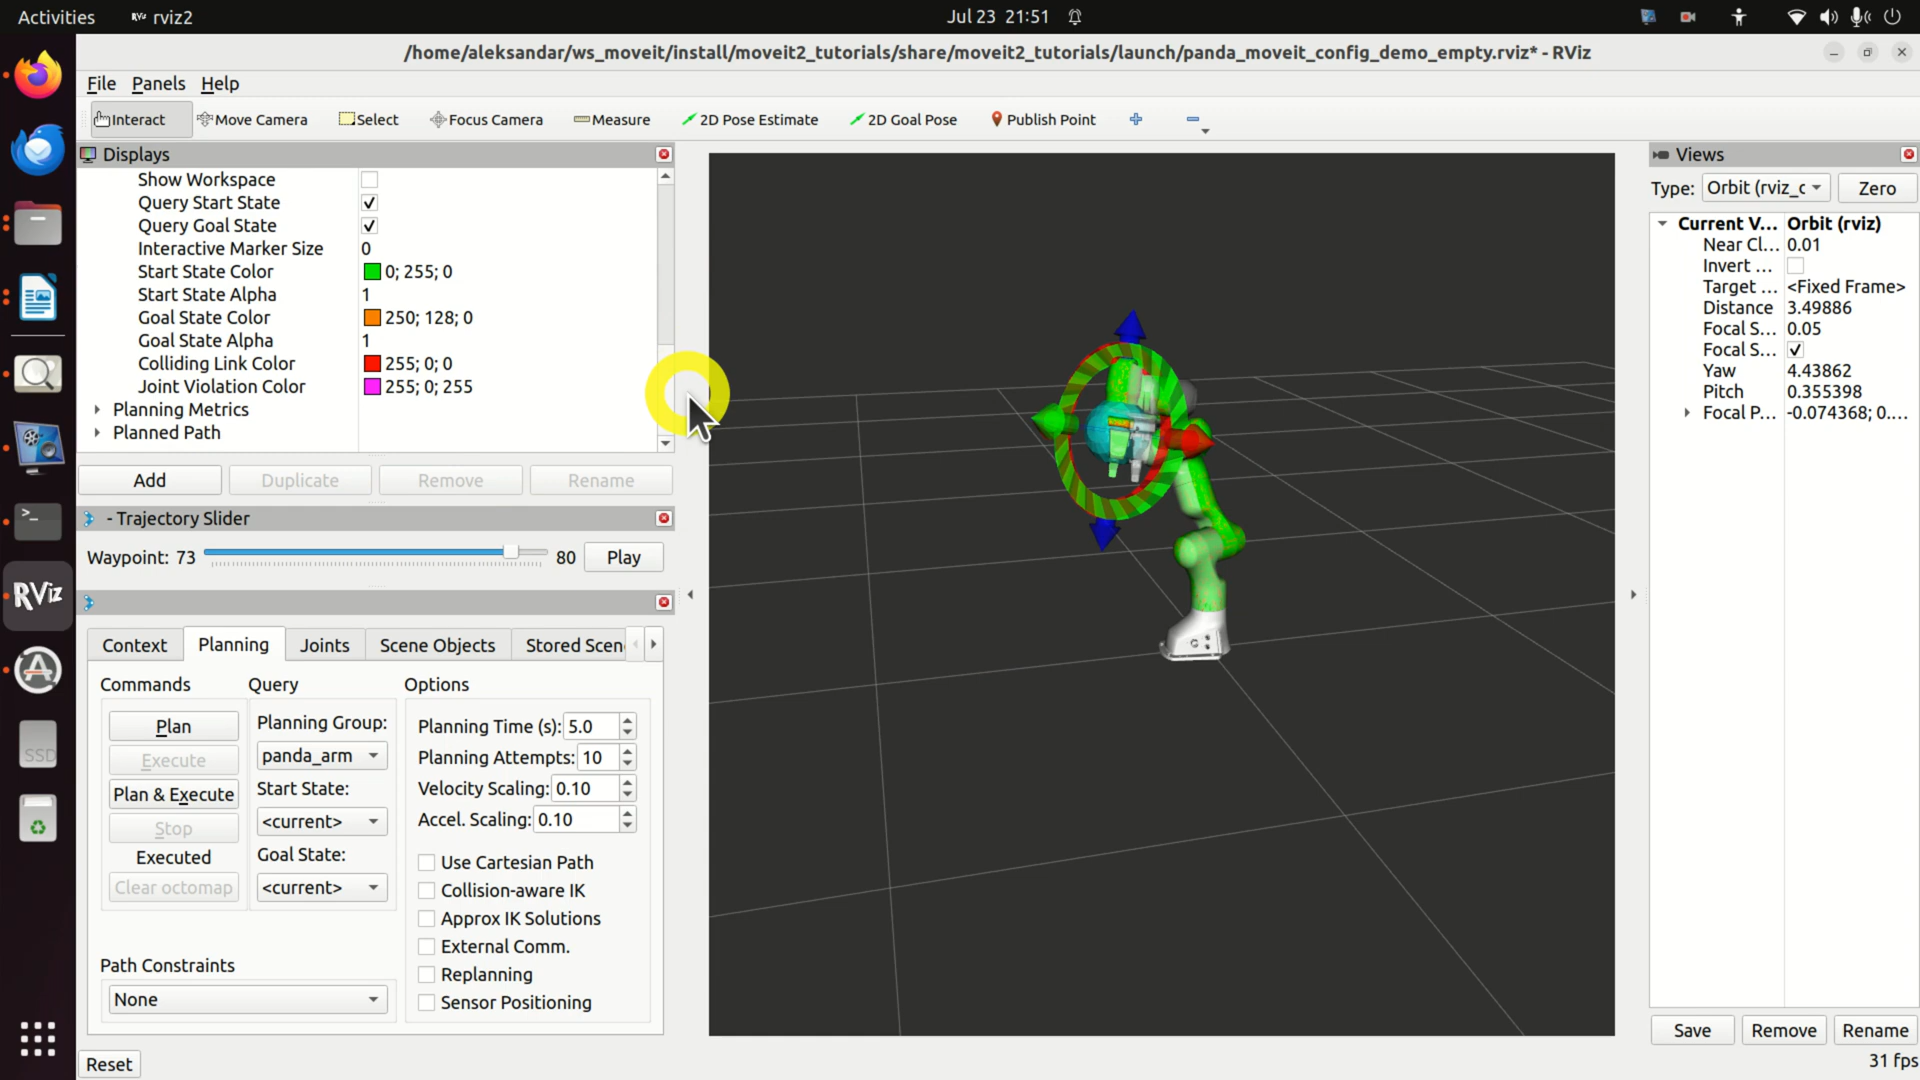 Activities rviz2 Jul 23 21:51
/home/aleksandar/ws_moveit/install/moveit2_tutorials/share/moveit2_tutorials/launch/panda_moveit_config_demo_empty.rviz* - RViz
File Panels Help
Interact Move Camera Select Focus Camera Measure 2D Pose Estimate 2D Goal Pose Publish Point
Displays
Show Workspace
Query Start State
Query Goal State
Interactive Marker Size 0
Start State Color 0; 255; 0
Start State Alpha 1
Goal State Color 250; 128; 0
Goal State Alpha 1
Colliding Link Color 255; 0; 0
Joint Violation Color 255; 0; 255
Planning Metrics
Planned Path
Add Duplicate Remove Rename
- Trajectory Slider
Waypoint: 73 80 Play
Context Planning Joints Scene Objects Stored Scen
Commands Query Options
Plan
Execute
Plan & Execute
Stop
Executed
Clear octomap
Planning Group:
panda_arm
Start State:
<current>
Goal State:
<current>
Planning Time (s): 5.0
Planning Attempts: 10
Velocity Scaling: 0.10
Accel. Scaling: 0.10
Use Cartesian Path
Collision-aware IK
Approx IK Solutions
External Comm.
Replanning
Sensor Positioning
Path Constraints
None
Reset
Views
Type: Orbit (rviz_c Zero
Current V... Orbit (rviz)
Near Cl... 0.01
Invert ...
Target ... <Fixed Frame>
Distance 3.49886
Focal S... 0.05
Focal S...
Yaw 4.43862
Pitch 0.355398
Focal P... -0.074368; 0....
Save Remove Rename
31 fps
RViz
SSD